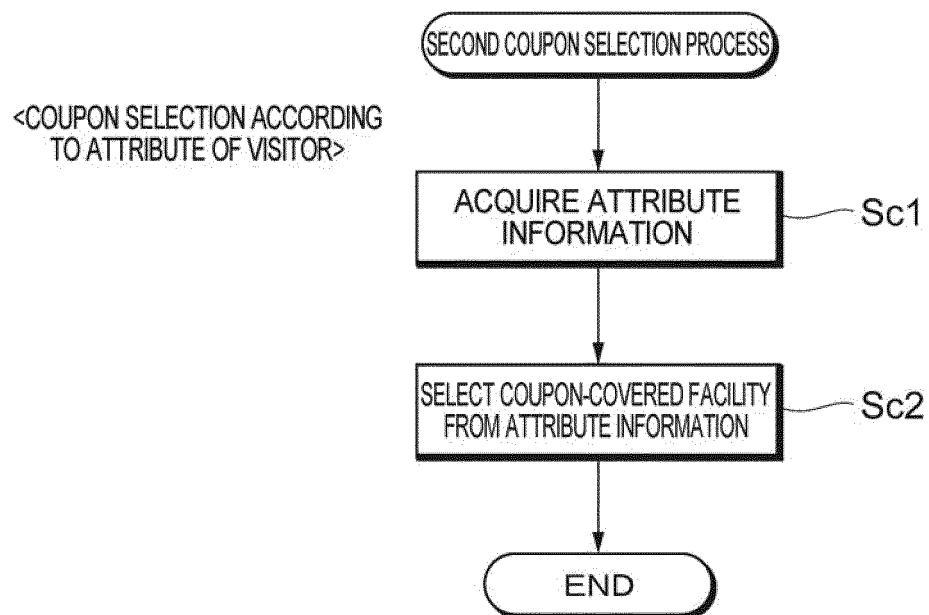 SECOND COUPON SELECTION PROCESS
<COUPON SELECTION ACCORDING
TO ATTRIBUTE OF VISITOR>
ACQUIRE ATTRIBUTE
INFORMATION
Sc1
SELECT COUPON-COVERED FACILITY
FROM ATTRIBUTE INFORMATION
Sc2
END